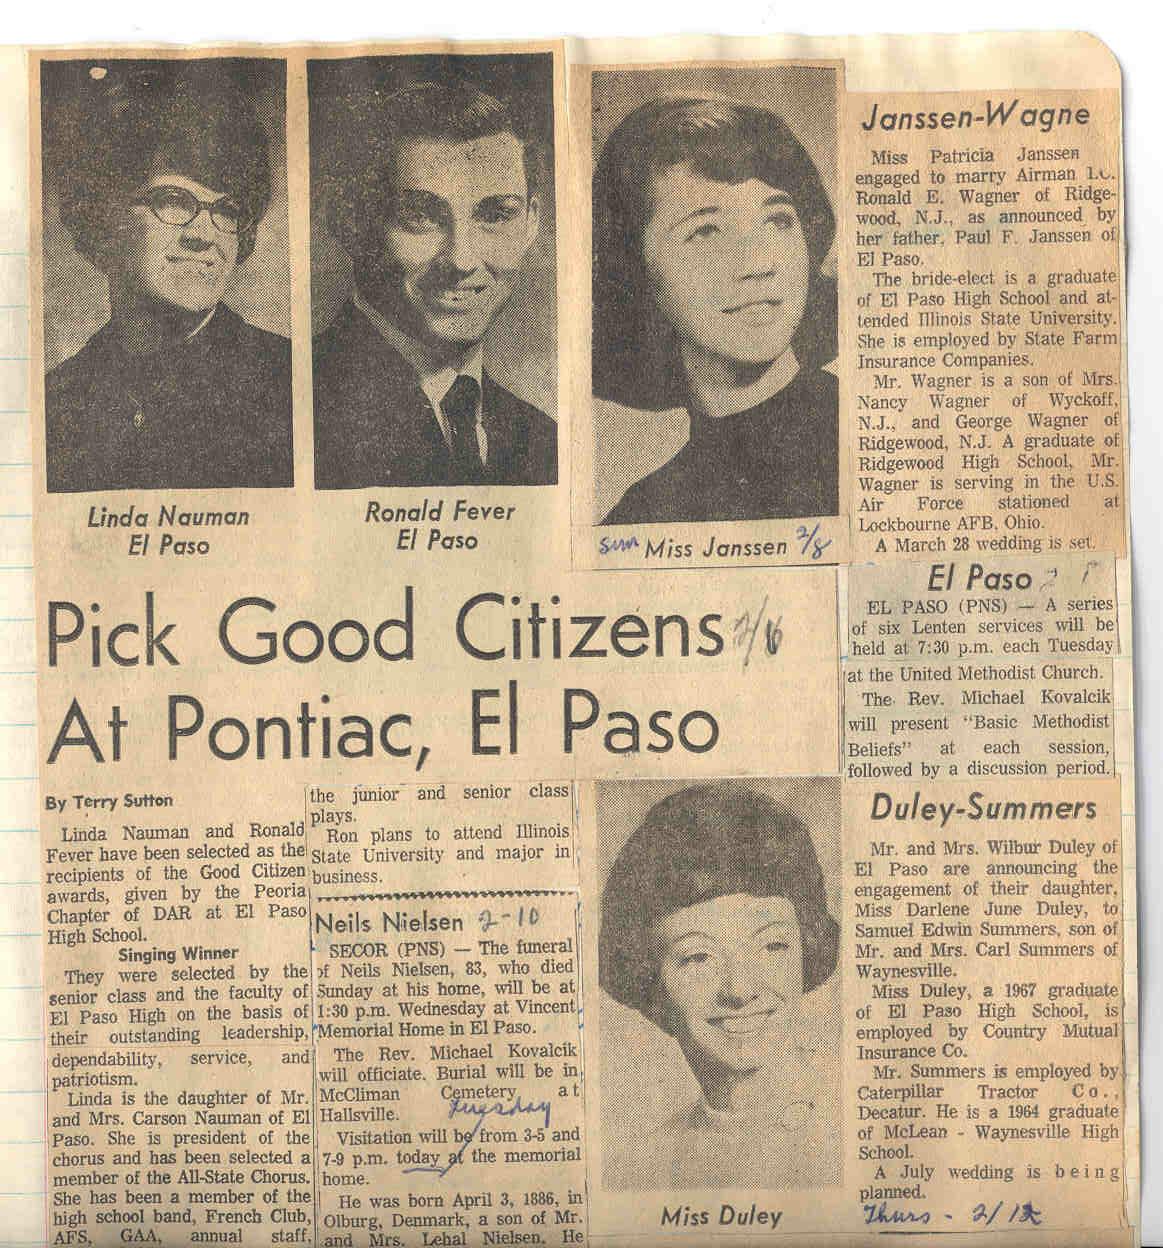 Linda Nauman
El Paso
Ronald Fever
El Paso
Sun Miss Janssen 2/8
Janssen-Wagne
Miss Patricia Janssen
engaged to marry Airman 1.C.
Ronald E. Wagner of Ridge-
wood, N.J., as announced by
her father, Paul F. Janssen of
El Paso.
The bride-elect is a graduate
of El Paso High School and at-
tended Illinois State University.
She is employed by State Farm
Insurance Companies.
Mr. Wagner is a son of Mrs.
Nancy Wagner of Wyckoff,
N.J., and George Wagner of
Ridgewood, N.J. A graduate of
Ridgewood High School, Mr.
Wagner is serving in the U.S.
Air Force stationed at
Lockbourne AFB, Ohio.
A March 28 wedding is set.
El Paso
EL PASO (PNS) — A series
of six Lenten services will be
held at 7:30 p.m. each Tuesday
at the United Methodist Church.
The Rev. Michael Kovalcik
will present "Basic Methodist
Beliefs" at each session,
followed by a discussion period.
Pick Good Citizens 2/6
At Pontiac, El Paso
By Terry Sutton
Linda Nauman and Ronald
Fever have been selected as the
recipients of the Good Citizen
awards, given by the Peoria
Chapter of DAR at El Paso
High School.
Singing Winner
They were selected by the
senior class and the faculty of
El Paso High on the basis of
their outstanding leadership,
dependability, service, and
patriotism.
Linda is the daughter of Mr.
and Mrs. Carson Nauman of El
Paso. She is president of the
chorus and has been selected a
member of the All-State Chorus.
She has been a member of the
high school band, French Club,
AFS, GAA, annual staff,
the junior and senior class
plays.
Ron plans to attend Illinois
State University and major in
business.
Neils Nielsen 2-10
SECOR (PNS) — The funeral
of Neils Nielsen, 83, who died
Sunday at his home, will be at
1:30 p.m. Wednesday at Vincent
Memorial Home in El Paso.
The Rev. Michael Kovalcik
will officiate. Burial will be in
McCliman Cemetery at
Hallsville.
Tuesday
Visitation will be from 3-5 and
7-9 p.m. today at the memorial
home.
He was born April 3, 1886, in
Olburg, Denmark, a son of Mr.
and Mrs. Lehal Nielsen. He
Miss Duley
Duley-Summers
Mr. and Mrs. Wilbur Duley of
El Paso are announcing the
engagement of their daughter,
Miss Darlene June Duley, to
Samuel Edwin Summers, son of
Mr. and Mrs. Carl Summers of
Waynesville.
Miss Duley, a 1967 graduate
of El Paso High School, is
employed by Country Mutual
Insurance Co.
Mr. Summers is employed by
Caterpillar Tractor Co.,
Decatur. He is a 1964 graduate
of McLean - Waynesville High
School.
A July wedding is being
planned.
Thurs - 2/12